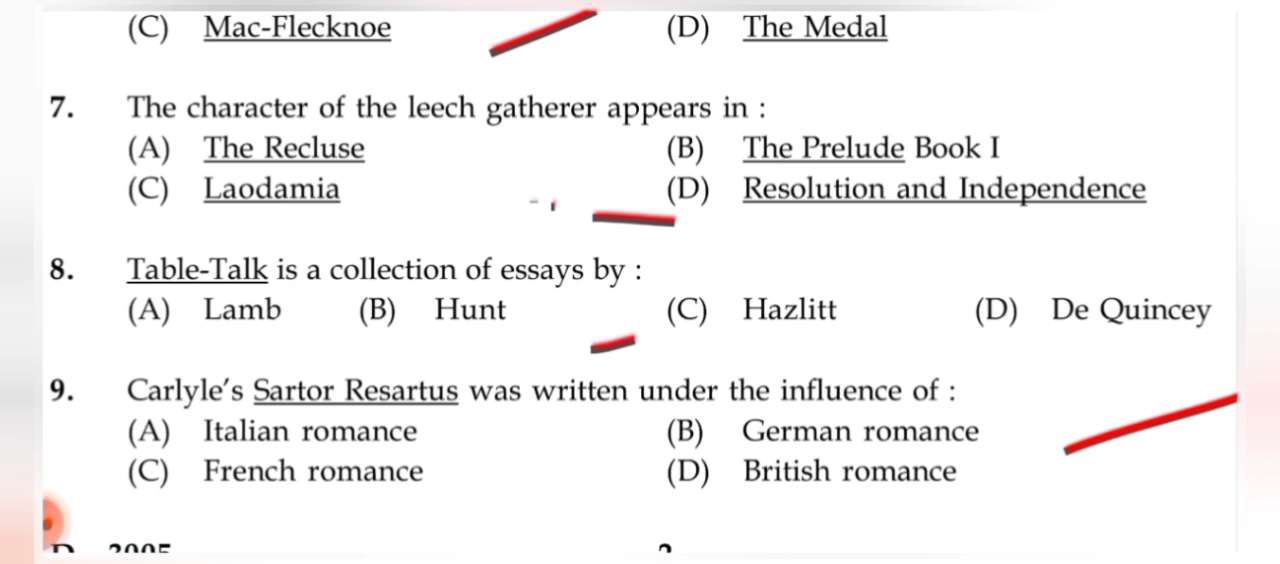 (C) Mac-Flecknoe (D) The Medal
7. The character of the leech gatherer appears in :
(A) The Recluse (B) The Prelude Book I
(C) Laodamia (D) Resolution and Independence
8. Table-Talk is a collection of essays by :
(A) Lamb (B) Hunt (C) Hazlitt (D) De Quincey
9. Carlyle's Sartor Resartus was written under the influence of :
(A) Italian romance (B) German romance
(C) French romance (D) British romance